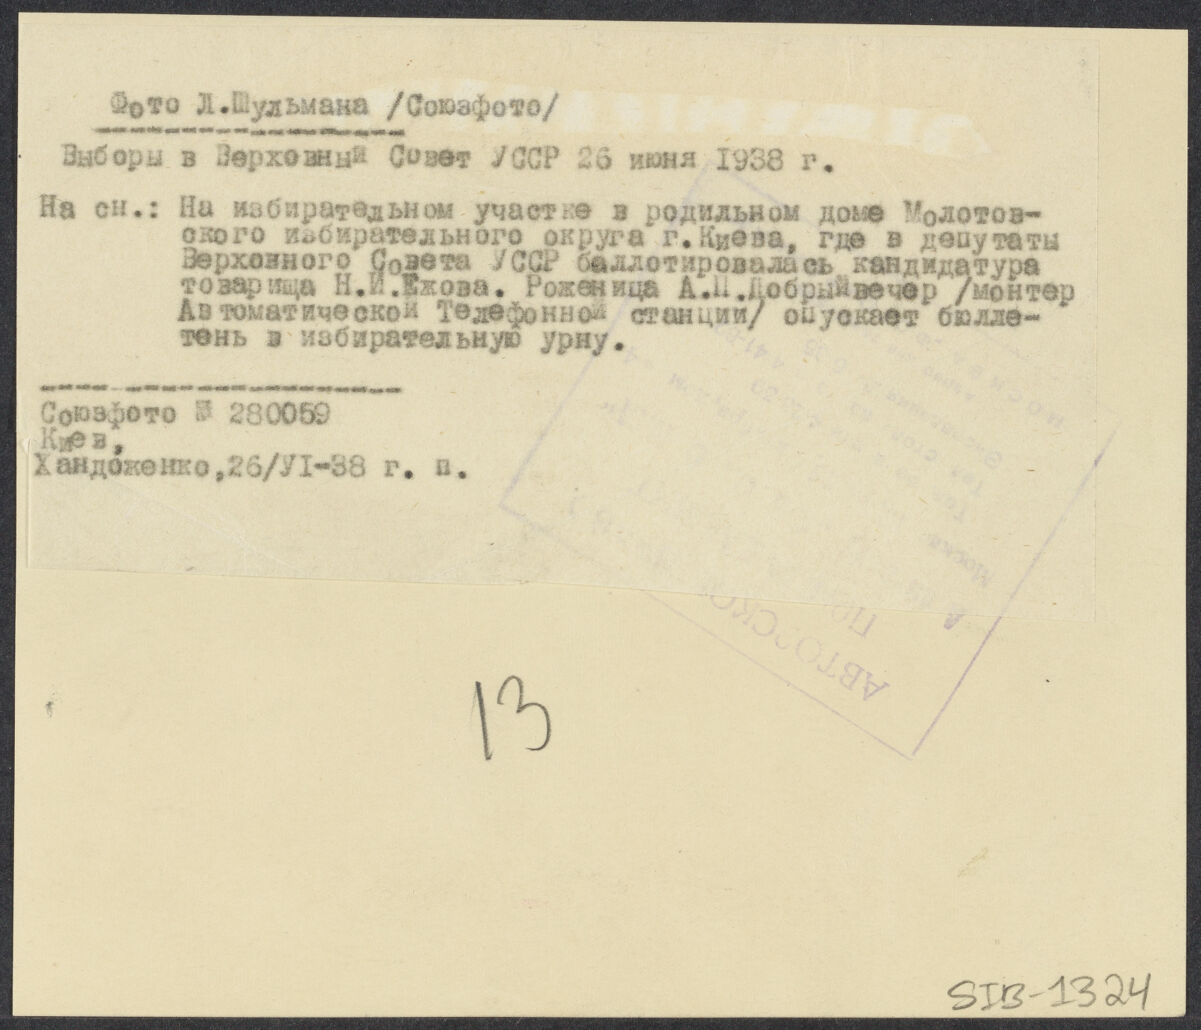 Фото Л.Шульмана /Союзфото/
Выборы в Верховный Совет УССР 26 июня 1938 г.
На сн.: На избирательном участке в родильном доме Молотов-
ского избирательного округа г.Киева, где в депутаты
Верховного Совета УССР баллотировалась кандидатура
товарища Н.И.Ежова. Роженица А.П.Добрыйвечер /монтер
Автоматической Телефонной станции/ опускает бюлле-
тень в избирательную урну.
Союзфото № 280059
Киев,
Хандоженко,26/УІ-38 г. п.
АВТОРСКОЕ
13
SIB-1324